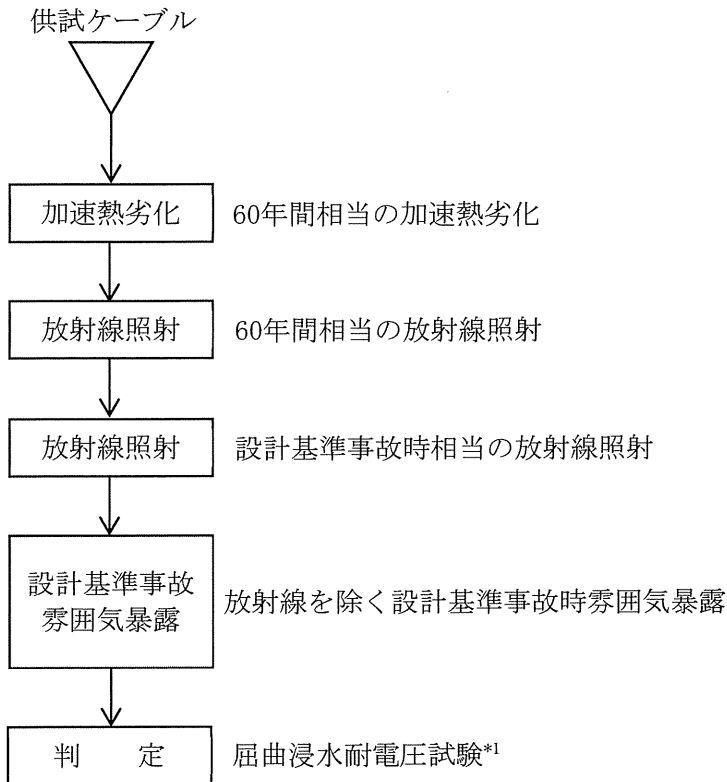 供試ケーブル
加速熱劣化 60年間相当の加速熱劣化
放射線照射 60年間相当の放射線照射
放射線照射 設計基準事故時相当の放射線照射
設計基準事故
雰囲気暴露
放射線を除く設計基準事故時雰囲気暴露
判 定 屈曲浸水耐電圧試験*1